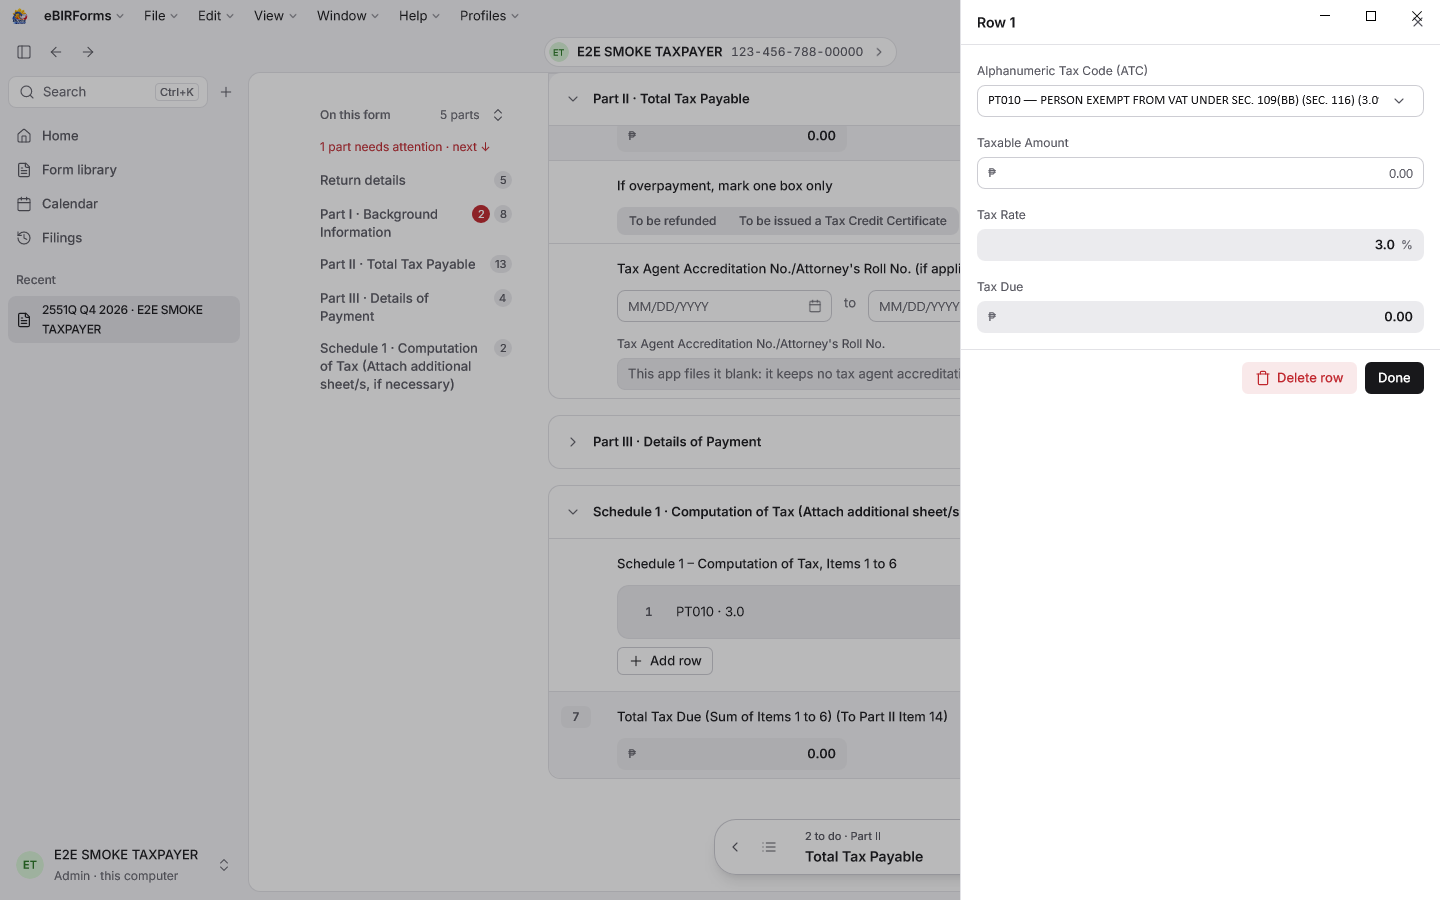 eBIRForms
File
Edit
View
Window
Help
Profiles
ET E2E SMOKE TAXPAYER 123-456-788-00000
Search Ctrl+K
Home
Form library
Calendar
Filings
Recent
2551Q Q4 2026 · E2E SMOKE
TAXPAYER
ET
E2E SMOKE TAXPAYER
Admin · this computer
On this form 5 parts
1 part needs attention · next ↓
Return details 5
Part I · Background 2 8
Information
Part II · Total Tax Payable 13
Part III · Details of 4
Payment
Schedule 1 · Computation 2
of Tax (Attach additional
sheet/s, if necessary)
Part II · Total Tax Payable
₱ 0.00
If overpayment, mark one box only
To be refunded To be issued a Tax Credit Certificate
Tax Agent Accreditation No./Attorney's Roll No. (if appli
MM/DD/YYYY to MM/DD/YYYY
Tax Agent Accreditation No./Attorney's Roll No.
This app files it blank: it keeps no tax agent accreditati
Part III · Details of Payment
Schedule 1 · Computation of Tax (Attach additional sheet/s
Schedule 1 – Computation of Tax, Items 1 to 6
1 PT010 · 3.0
+ Add row
7 Total Tax Due (Sum of Items 1 to 6) (To Part II Item 14)
₱ 0.00
2 to do · Part II
Total Tax Payable
Row 1
Alphanumeric Tax Code (ATC)
PT010 — PERSON EXEMPT FROM VAT UNDER SEC. 109(BB) (SEC. 116) (3.0
Taxable Amount
₱ 0.00
Tax Rate
3.0 %
Tax Due
₱ 0.00
Delete row
Done